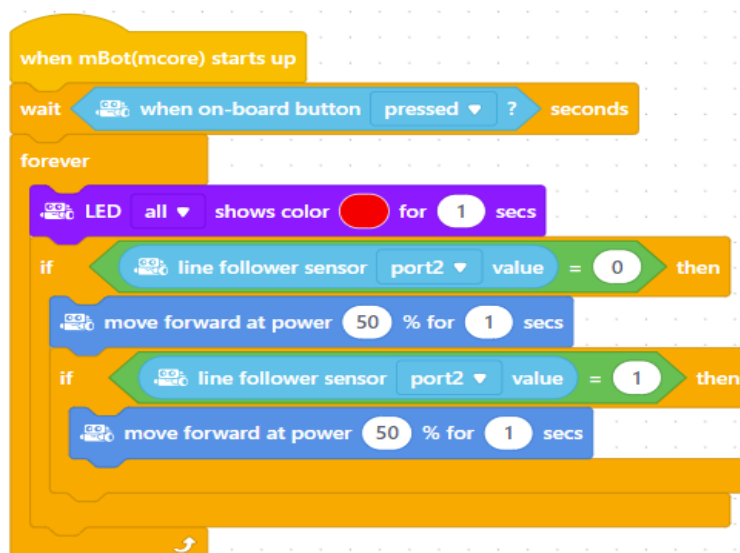 when mBot(mcore) starts up
wait when on-board button pressed ? seconds
forever
LED all shows color for 1 secs
if line follower sensor port2 value = 0 then
move forward at power 50 % for 1 secs
if line follower sensor port2 value = 1 then
move forward at power 50 % for 1 secs